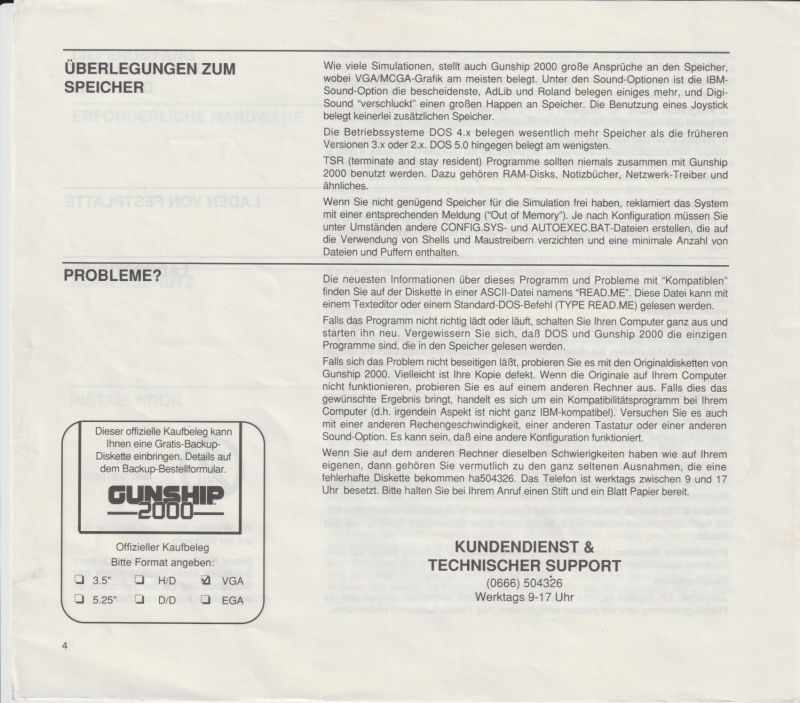 ÜBERLEGUNGEN ZUM
SPEICHER
Wie viele Simulationen, stellt auch Gunship 2000 große Ansprüche an den Speicher,
wobei VGA/MCGA-Grafik am meisten belegt. Unter den Sound-Optionen ist die IBM-
Sound-Option die bescheidenste, AdLib und Roland belegen einiges mehr, und Digi-
Sound “verschluckt” einen großen Happen an Speicher. Die Benutzung eines Joystick
belegt keinerlei zusätzlichen Speicher.
Die Betriebssysteme DOS 4.x belegen wesentlich mehr Speicher als die früheren
Versionen 3.x oder 2.x. DOS 5.0 hingegen belegt am wenigsten.
TSR (terminate and stay resident) Programme sollten niemals zusammen mit Gunship
2000 benutzt werden. Dazu gehören RAM-Disks, Notizbücher, Netzwerk-Treiber und
ähnliches.
Wenn Sie nicht genügend Speicher für die Simulation frei haben, reklamiert das System
mit einer entsprechenden Meldung (“Out of Memory”). Je nach Konfiguration müssen Sie
unter Umständen andere CONFIG.SYS- und AUTOEXEC.BAT-Dateien erstellen, die auf
die Verwendung von Shells und Maustreibern verzichten und eine minimale Anzahl von
Dateien und Puffern enthalten.
PROBLEME?
Die neuesten Informationen über dieses Programm und Probleme mit “Kompatiblen”
finden Sie auf der Diskette in einer ASCII-Datei namens “READ.ME”. Diese Datei kann mit
einem Texteditor oder einem Standard-DOS-Befehl (TYPE READ.ME) gelesen werden.
Falls das Programm nicht richtig lädt oder läuft, schalten Sie Ihren Computer ganz aus und
starten ihn neu. Vergewissern Sie sich, daß DOS und Gunship 2000 die einzigen
Programme sind, die in den Speicher gelesen werden.
Falls sich das Problem nicht beseitigen läßt, probieren Sie es mit den Originaldisketten von
Gunship 2000. Vielleicht ist Ihre Kopie defekt. Wenn die Originale auf Ihrem Computer
nicht funktionieren, probieren Sie es auf einem anderen Rechner aus. Falls dies das
gewünschte Ergebnis bringt, handelt es sich um ein Kompatibilitätsprogramm bei Ihrem
Computer (d.h. irgendein Aspekt ist nicht ganz IBM-kompatibel). Versuchen Sie es auch
mit einer anderen Rechengeschwindigkeit, einer anderen Tastatur oder einer anderen
Sound-Option. Es kann sein, daß eine andere Konfiguration funktioniert.
Wenn Sie auf dem anderen Rechner dieselben Schwierigkeiten haben wie auf Ihrem
eigenen, dann gehören Sie vermutlich zu den ganz seltenen Ausnahmen, die eine
fehlerhafte Diskette bekommen ha504326. Das Telefon ist werktags zwischen 9 und 17
Uhr besetzt. Bitte halten Sie bei Ihrem Anruf einen Stift und ein Blatt Papier bereit.
Dieser offizielle Kaufbeleg kann
Ihnen eine Gratis-Backup-
Diskette einbringen. Details auf
dem Backup-Bestellformular.
GUNSHIP
2000
Offizieller Kaufbeleg
Bitte Format angeben:
3.5" H/D VGA
5.25" D/D EGA
KUNDENDIENST &
TECHNISCHER SUPPORT
(0666) 504326
Werktags 9-17 Uhr
4